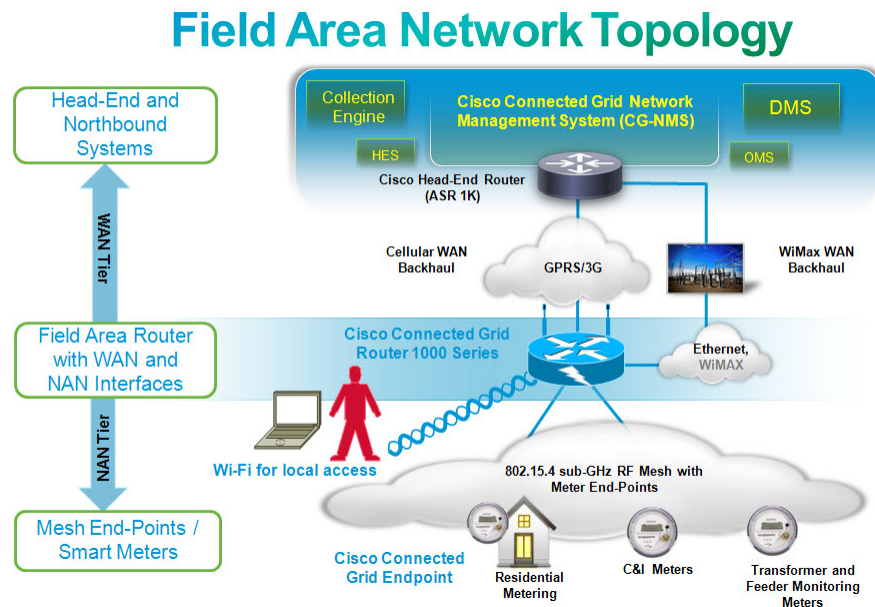 Field Area Network Topology
Head-End and
Northbound
Systems
WAN Tier
Field Area Router
with WAN and
NAN Interfaces
NAN Tier
Mesh End-Points /
Smart Meters
Collection
Engine
HES
Cisco Connected Grid Network
Management System (CG-NMS)
DMS
OMS
Cisco Head-End Router
(ASR 1K)
Cellular WAN
Backhaul
GPRS/3G
WiMax WAN
Backhaul
Cisco Connected Grid
Router 1000 Series
Ethernet,
WiMAX
Wi-Fi for local access
802.15.4 sub-GHz RF Mesh with
Meter End-Points
Cisco Connected
Grid Endpoint
Residential
Metering
C&I Meters
Transformer and
Feeder Monitoring
Meters